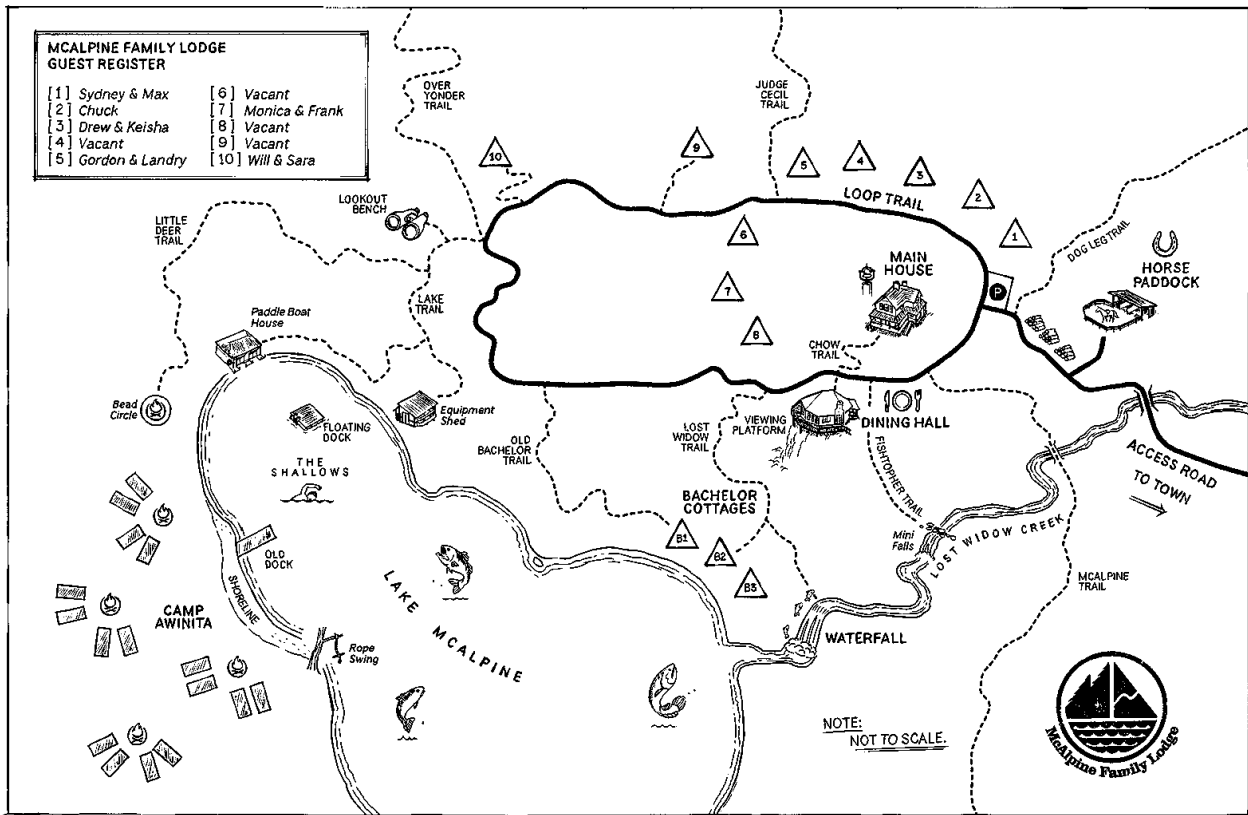 MCALPINE FAMILY LODGE
GUEST REGISTER
[1] Sydney & Max
[2] Chuck
[3] Drew & Keisha
[4] Vacant
[5] Gordon & Landry
[6] Vacant
[7] Monica & Frank
[8] Vacant
[9] Vacant
[10] Will & Sara
OVER
YONDER
TRAIL
JUDGE
CECIL
TRAIL
10
9
5
4
3
2
1
LOOP TRAIL
LOOKOUT
BENCH
LITTLE
DEER
TRAIL
6
7
8
MAIN
HOUSE
P
DOG LEG TRAIL
HORSE
PADDOCK
LAKE
TRAIL
Paddle Boat
House
CHOW
TRAIL
Bead
Circle
FLOATING
DOCK
Equipment
Shed
OLD
BACHELOR
TRAIL
LOST
WIDOW
TRAIL
VIEWING
PLATFORM
DINING HALL
FISHTOPHER TRAIL
ACCESS ROAD
TO TOWN
THE
SHALLOWS
BACHELOR
COTTAGES
B1
B2
B3
Mini
Falls
LOST WIDOW CREEK
MCALPINE
TRAIL
OLD
DOCK
SHORELINE
CAMP
AWINITA
LAKE MCALPINE
Rope
Swing
WATERFALL
NOTE:
NOT TO SCALE.
McAlpine Family Lodge